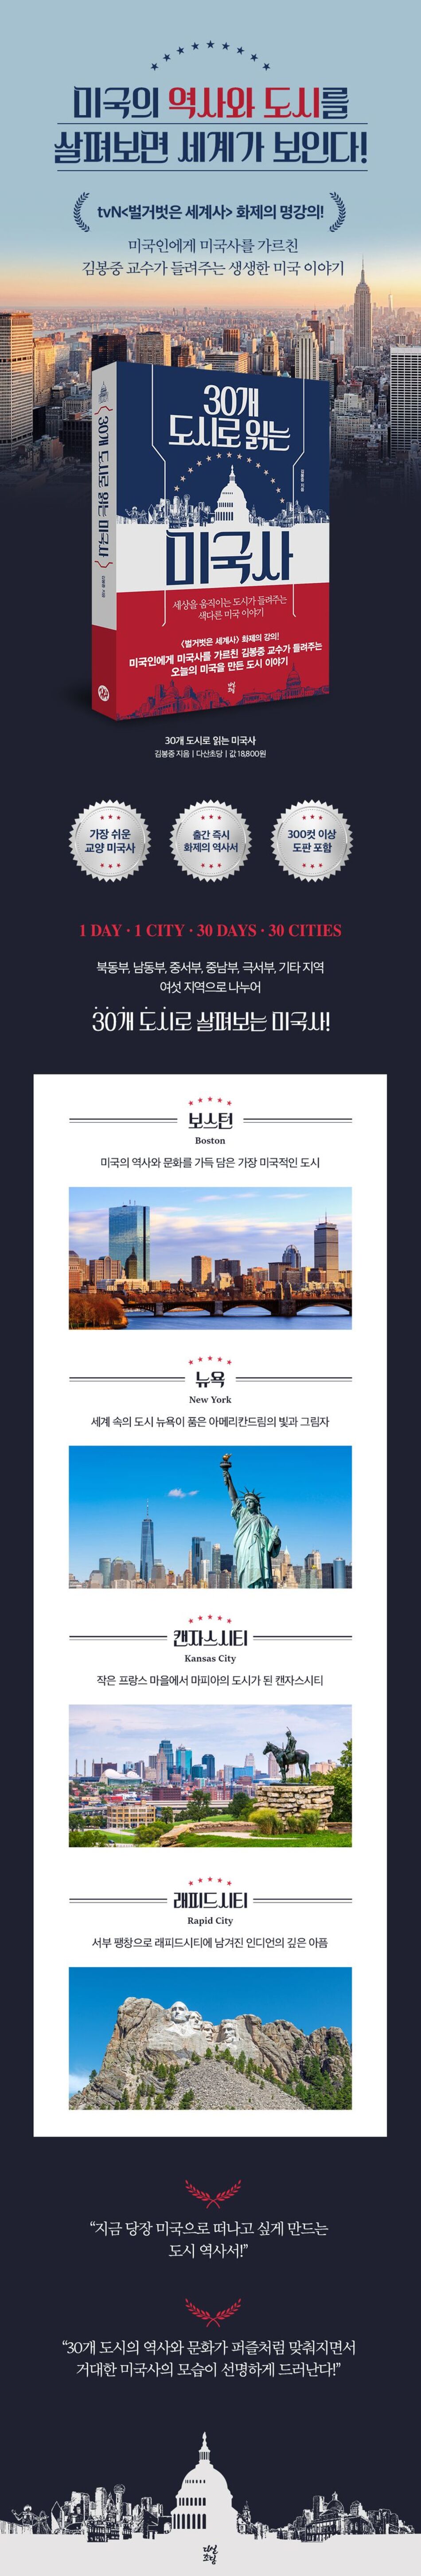 미국의 역사와 도시를
살펴보면 세계가 보인다!
tvN<벌거벗은 세계사> 화제의 명강의!
미국인에게 미국사를 가르친
김봉중 교수가 들려주는 생생한 미국 이야기
30개 도시로 읽는 미국사
김봉중 지음
30개
도시로 읽는
김봉중 지음
미국사
세상을 움직이는 도시가 들려주는
색다른 미국 이야기
<벌거벗은 세계사> 화제의 강의!
미국인에게 미국사를 가르친 김봉중 교수가 들려주는
오늘의 미국을 만든 도시 이야기
다산
초당
30개 도시로 읽는 미국사
김봉중 지음 | 다산초당 | 값 18,800원
가장 쉬운
교양 미국사
출간 즉시
화제의 역사서
300컷 이상
도판 포함
1 DAY · 1 CITY · 30 DAYS · 30 CITIES
북동부, 남동부, 중서부, 중남부, 극서부, 기타 지역
여섯 지역으로 나누어
30개 도시로 살펴보는 미국사!
보스턴
Boston
미국의 역사와 문화를 가득 담은 가장 미국적인 도시
뉴욕
New York
세계 속의 도시 뉴욕이 품은 아메리칸드림의 빛과 그림자
캔자스시티
Kansas City
작은 프랑스 마을에서 마피아의 도시가 된 캔자스시티
래피드시티
Rapid City
서부 팽창으로 래피드시티에 남겨진 인디언의 깊은 아픔
“지금 당장 미국으로 떠나고 싶게 만드는
도시 역사서!”
“30개 도시의 역사와 문화가 퍼즐처럼 맞춰지면서
거대한 미국사의 모습이 선명하게 드러난다!”
다산
초당